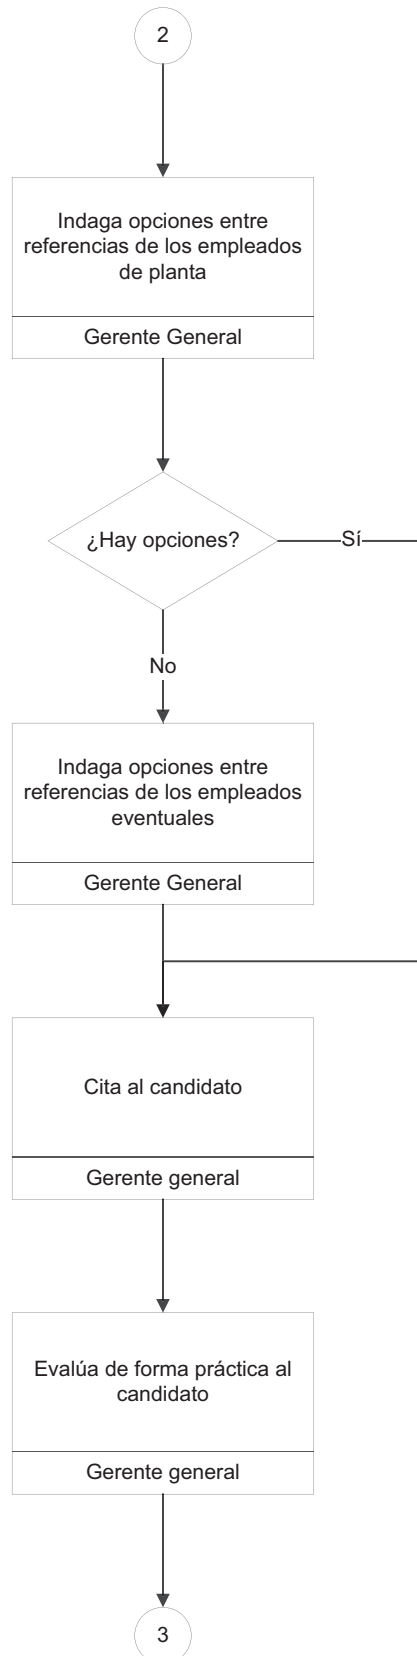 2
Indaga opciones entre
referencias de los empleados
de planta
Gerente General
¿Hay opciones?
Sí
No
Indaga opciones entre
referencias de los empleados
eventuales
Gerente General
Cita al candidato
Gerente general
Evalúa de forma práctica al
candidato
Gerente general
3